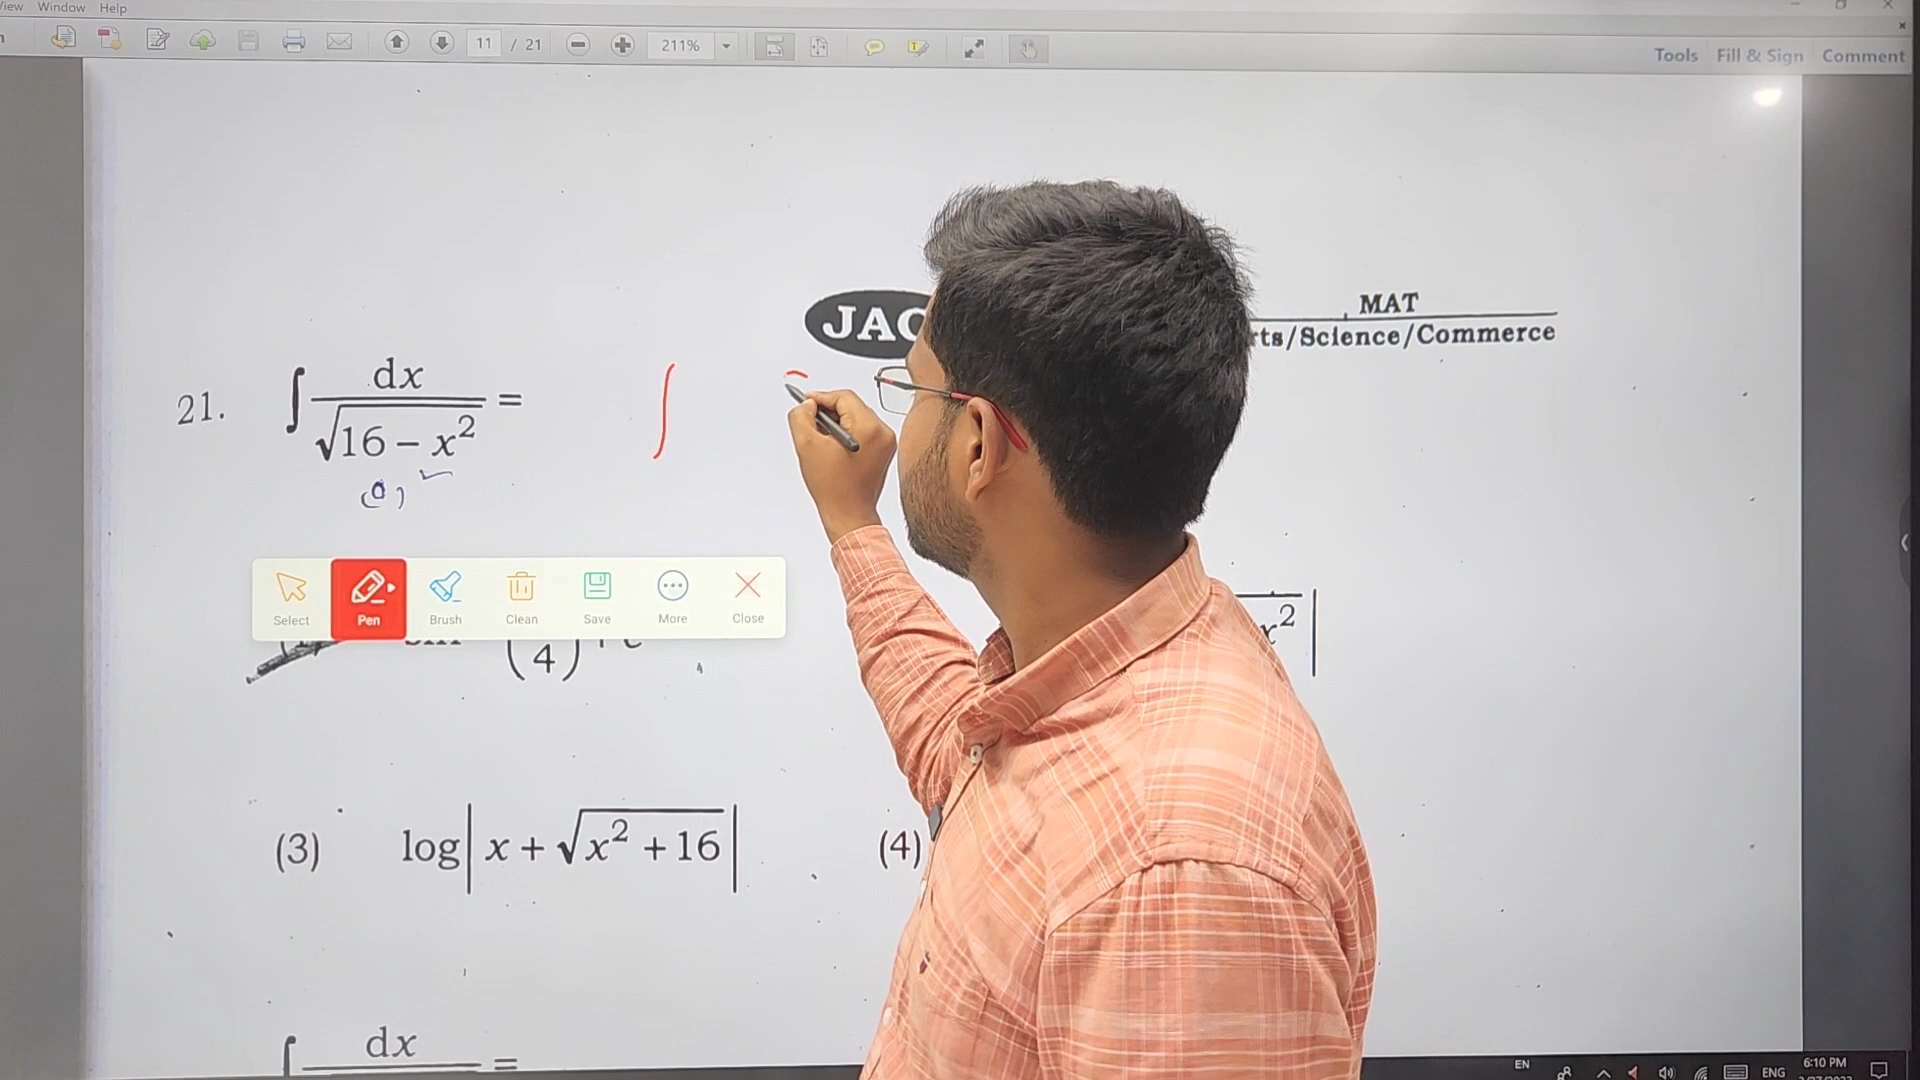 View Window Help
11 / 21 211% Tools Fill & Sign Comment
JAC MAT
rts/Science/Commerce
21. ∫ dx / √16 − x² =
(a)
Select Pen Brush Clean Save More Close
(4) + c
x² |
(3) log| x + √x² + 16 | (4)
∫ dx =
EN ENG 6:10 PM